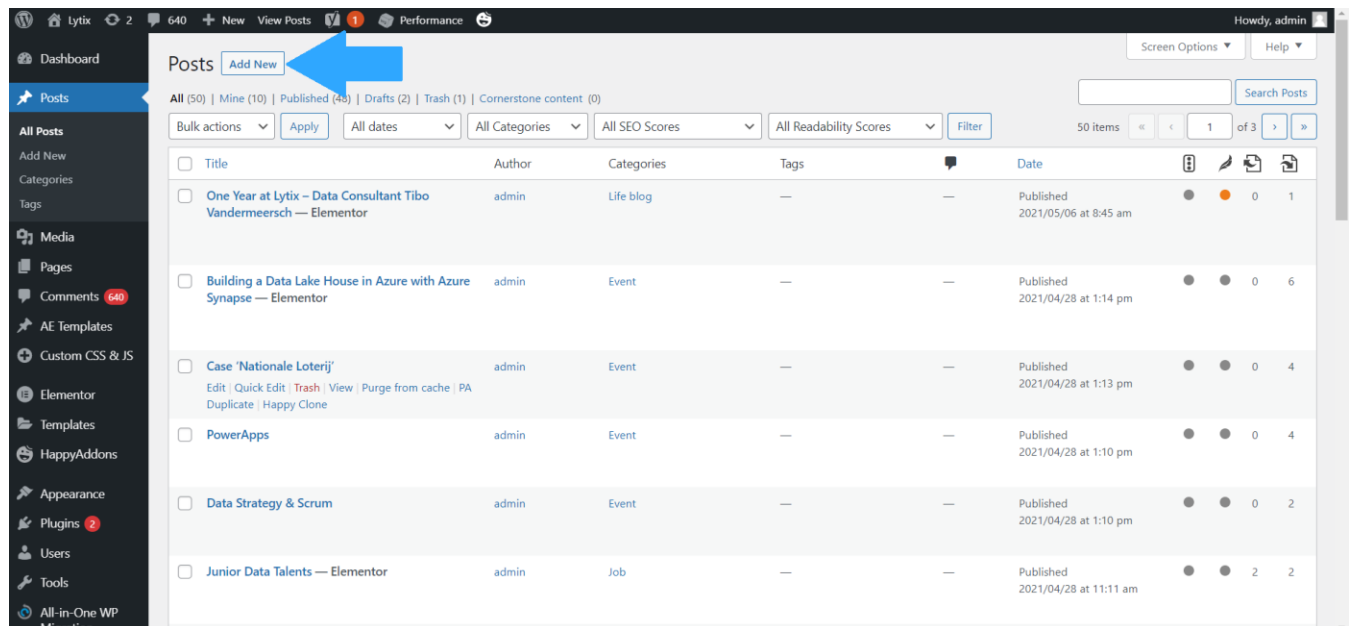 Lytix 2 640 New View Posts 1 Performance Howdy, admin
Screen Options ▼ Help ▼
Dashboard
Posts
All Posts
Add New
Categories
Tags
Media
Pages
Comments 640
AE Templates
Custom CSS & JS
Elementor
Templates
HappyAddons
Appearance
Plugins 2
Users
Tools
All-in-One WP
Posts Add New
All (50) | Mine (10) | Published (48) | Drafts (2) | Trash (1) | Cornerstone content (0)
Search Posts
Bulk actions Apply All dates All Categories All SEO Scores All Readability Scores Filter 50 items « ‹ 1 of 3 › »
Title Author Categories Tags Date
One Year at Lytix – Data Consultant Tibo admin Life blog — — Published 0 1
Vandermeersch — Elementor 2021/05/06 at 8:45 am
Building a Data Lake House in Azure with Azure admin Event — — Published 0 6
Synapse — Elementor 2021/04/28 at 1:14 pm
Case ‘Nationale Loterij’ admin Event — — Published 0 4
Edit | Quick Edit | Trash | View | Purge from cache | PA 2021/04/28 at 1:13 pm
Duplicate | Happy Clone
PowerApps admin Event — — Published 0 4
2021/04/28 at 1:10 pm
Data Strategy & Scrum admin Event — — Published 0 2
2021/04/28 at 1:10 pm
Junior Data Talents — Elementor admin Job — — Published 2 2
2021/04/28 at 11:11 am